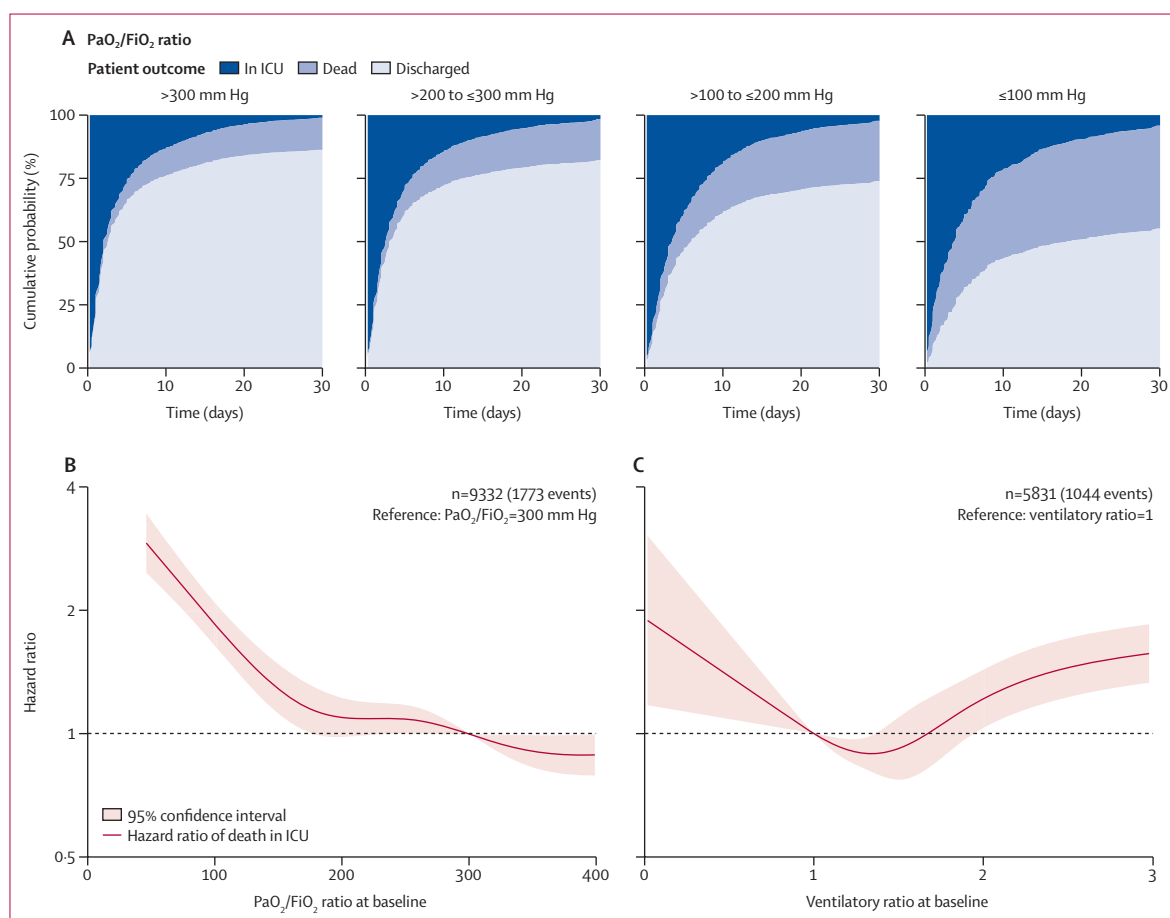 A PaO₂/FiO₂ ratio
Patient outcome In ICU Dead Discharged
>300 mm Hg
>200 to ≤300 mm Hg
>100 to ≤200 mm Hg
≤100 mm Hg
Cumulative probability (%)
100
75
50
25
0
0 10 20 30
0 10 20 30
0 10 20 30
0 10 20 30
Time (days)
Time (days)
Time (days)
Time (days)
B
n=9332 (1773 events)
Reference: PaO₂/FiO₂=300 mm Hg
Hazard ratio
4
2
1
0·5
95% confidence interval
Hazard ratio of death in ICU
0 100 200 300 400
PaO₂/FiO₂ ratio at baseline
C
n=5831 (1044 events)
Reference: ventilatory ratio=1
0 1 2 3
Ventilatory ratio at baseline